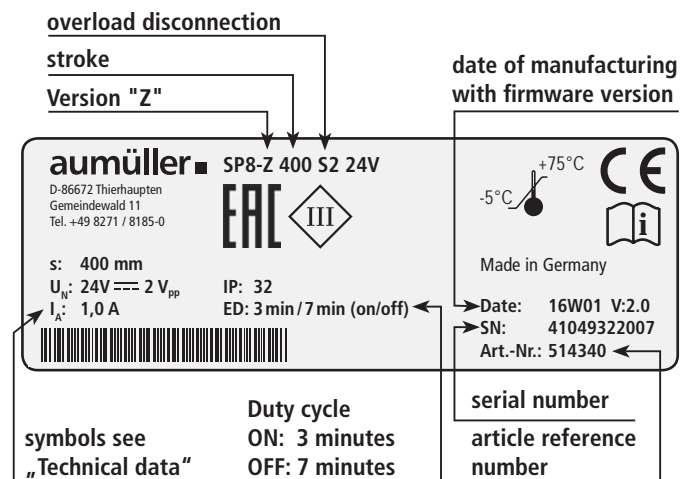 overload disconnection
stroke
Version "Z"
date of manufacturing
with firmware version
aumüller
SP8-Z 400 S2 24V
D-86672 Thierhaupten
Gemeindewald 11
Tel. +49 8271 / 8185-0
EAC
III
+75°C
-5°C
CE
i
Made in Germany
s: 400 mm
U_N: 24V 2 V_pp
I_A: 1,0 A
IP: 32
ED: 3 min / 7 min (on/off)
Date: 16W01 V:2.0
SN: 41049322007
Art.-Nr.: 514340
symbols see
„Technical data“
Duty cycle
ON: 3 minutes
OFF: 7 minutes
serial number
article reference
number